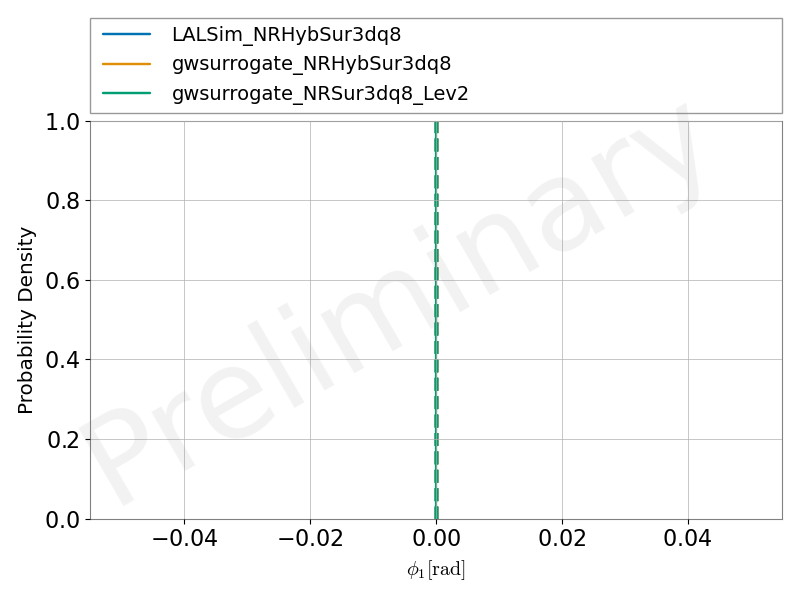 LALSim_NRHybSur3dq8
gwsurrogate_NRHybSur3dq8
gwsurrogate_NRSur3dq8_Lev2
1.0
0.8
0.6
0.4
0.2
0.0
Probability Density
Preliminary
−0.04 −0.02 0.00 0.02 0.04
ϕ₁[rad]